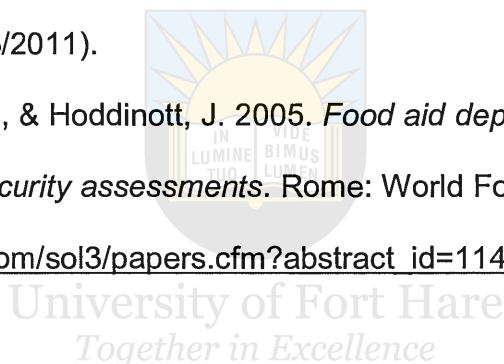 /2011).
, & Hoddinott, J. 2005. Food aid dep
curity assessments. Rome: World Fo
om/sol3/papers.cfm?abstract_id=114
IN VIDE
LUMINE BIMUS
TUO LUMEN
University of Fort Hare
Together in Excellence